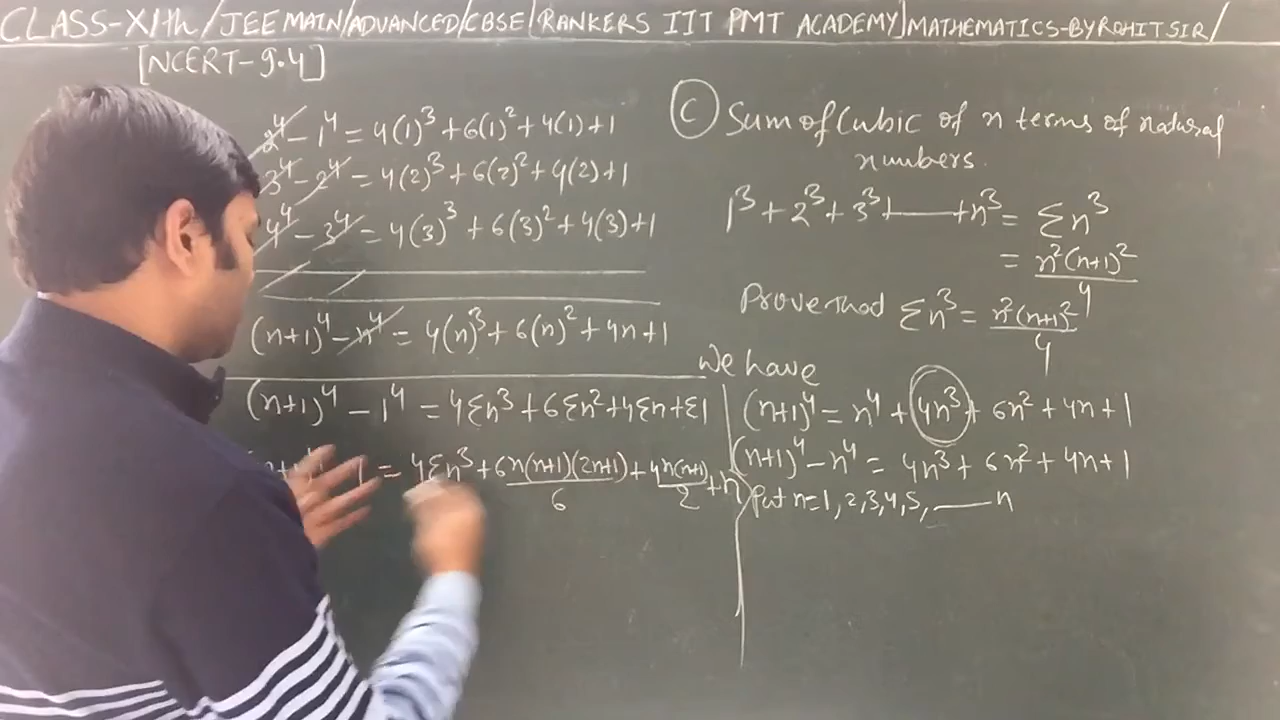 CLASS-XIth/JEE MAIN/ADVANCED/CBSE/RANKERS IIT PMT ACADEMY]MATHEMATICS-BY ROHIT SIR/
[NCERT-9.4]
2⁴ - 1⁴ = 4(1)³ + 6(1)² + 4(1) + 1
3⁴ - 2⁴ = 4(2)³ + 6(2)² + 4(2) + 1
4⁴ - 3⁴ = 4(3)³ + 6(3)² + 4(3) + 1
(n+1)⁴ - n⁴ = 4(n)³ + 6(n)² + 4n + 1
(n+1)⁴ - 1⁴ = 4Σn³ + 6Σn² + 4Σn + Σ1
- 1 = 4Σn³ + 6n(n+1)(2n+1)/6 + 4n(n+1)/2 + n
(C) Sum of Cubic of n terms of natural
numbers.
1³ + 2³ + 3³ + —— + n³ = Σn³
= n²(n+1)²/4
Prove that Σn³ = n²(n+1)²/4
We have
(n+1)⁴ = n⁴ + 4n³ + 6n² + 4n + 1
(n+1)⁴ - n⁴ = 4n³ + 6n² + 4n + 1
Put n=1,2,3,4,5, —— n